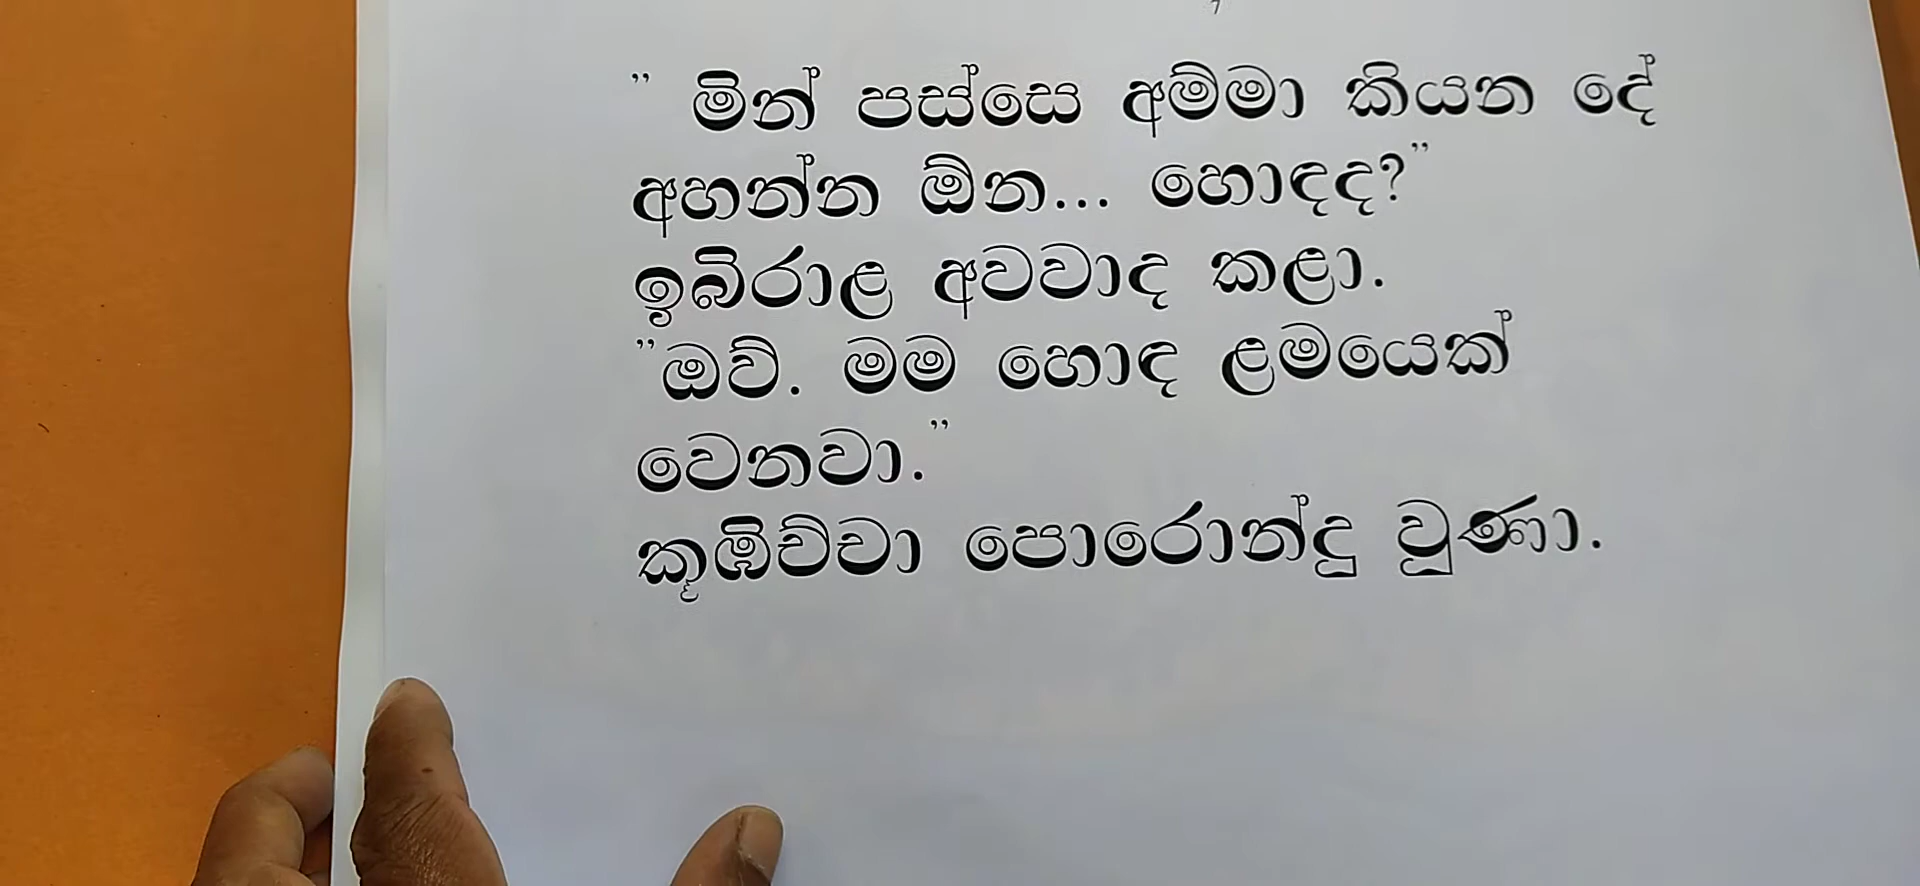 " මින් පස්සෙ අම්මා කියන දේ
අහන්න ඕන... හොඳද?"
ඉබිරාළ අවවාද කළා.
"ඔව්. මම හොඳ ළමයෙක්
වෙනවා."
කූඹිච්චා පොරොන්දු වූණා.